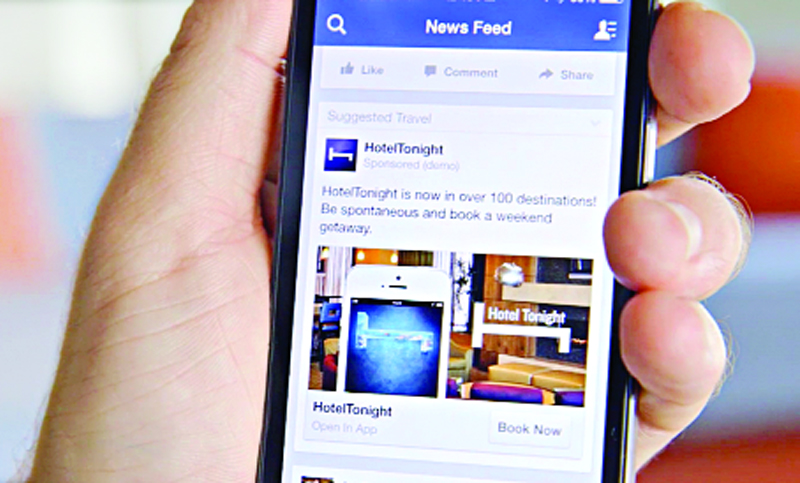 News Feed
Like Comment Share
Suggested Travel
HotelTonight
Sponsored (demo)
HotelTonight is now in over 100 destinations!
Be spontaneous and book a weekend
getaway.
Hotel Tonight
HotelTonight
Open In App
Book Now